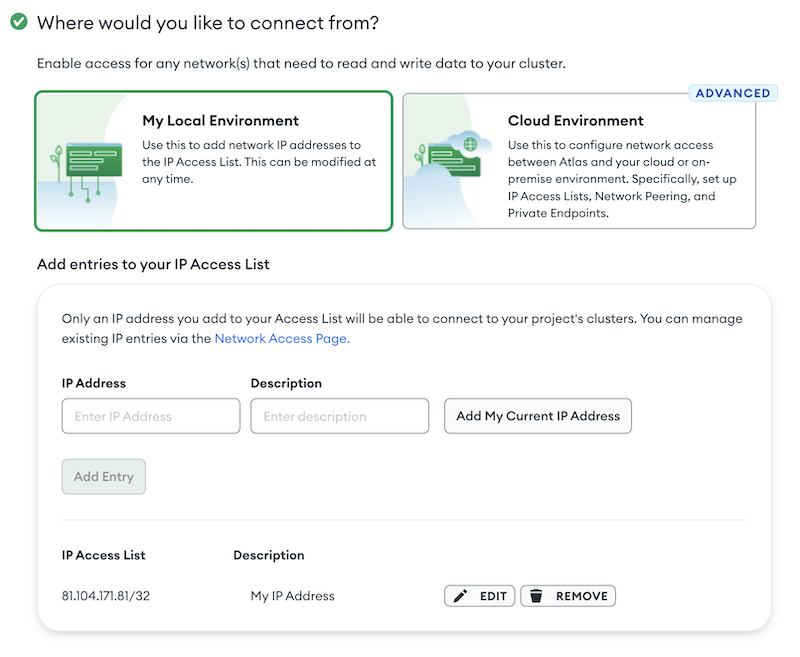 Where would you like to connect from?
Enable access for any network(s) that need to read and write data to your cluster.
ADVANCED
My Local Environment
Use this to add network IP addresses to
the IP Access List. This can be modified at
any time.
Cloud Environment
Use this to configure network access
between Atlas and your cloud or on-
premise environment. Specifically, set up
IP Access Lists, Network Peering, and
Private Endpoints.
Add entries to your IP Access List
Only an IP address you add to your Access List will be able to connect to your project's clusters. You can manage
existing IP entries via the Network Access Page.
IP Address Description
Enter IP Address Enter description Add My Current IP Address
Add Entry
IP Access List Description
81.104.171.81/32 My IP Address EDIT REMOVE